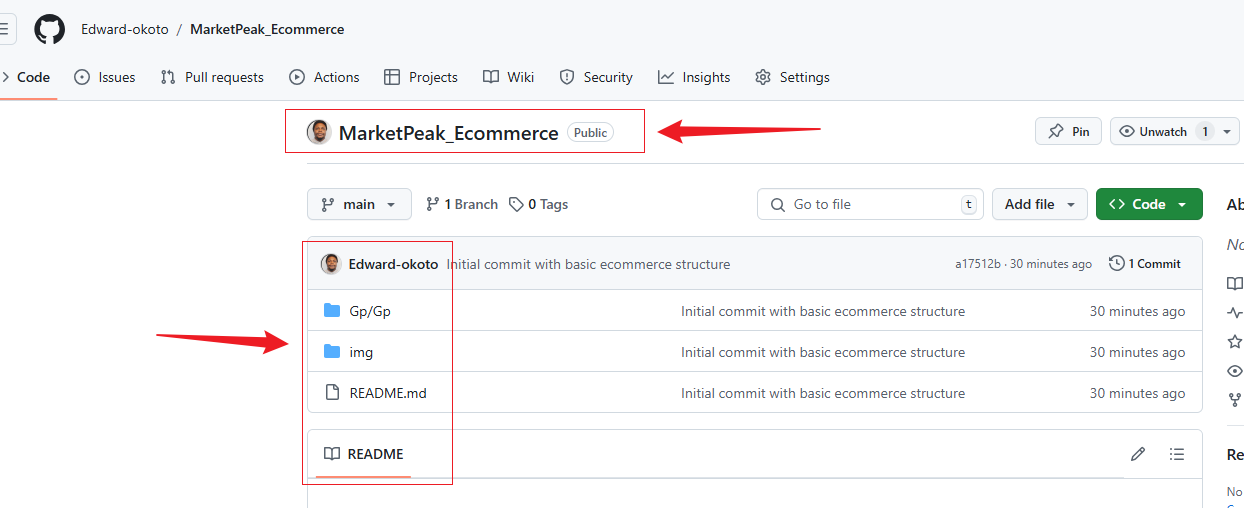 Edward-okoto / MarketPeak_Ecommerce
Code Issues Pull requests Actions Projects Wiki Security Insights Settings
MarketPeak_Ecommerce Public Pin Unwatch 1
main 1 Branch 0 Tags Go to file t Add file Code
Edward-okoto Initial commit with basic ecommerce structure a17512b · 30 minutes ago 1 Commit
Gp/Gp Initial commit with basic ecommerce structure 30 minutes ago
img Initial commit with basic ecommerce structure 30 minutes ago
README.md Initial commit with basic ecommerce structure 30 minutes ago
README
No